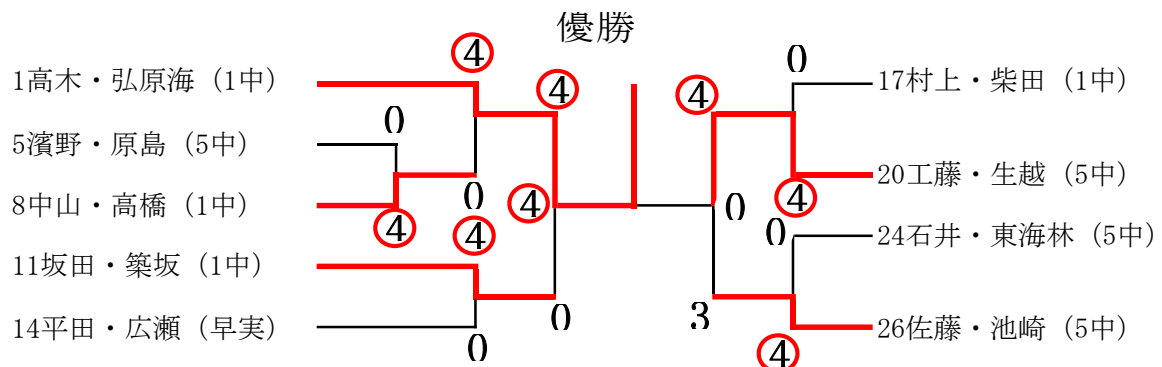 優勝
④
0
1高木・弘原海 (1中)
④
④
17村上・柴田 (1中)
0
5濱野・原島 (5中)
0
④
0
④
20工藤・生越 (5中)
8中山・高橋 (1中)
④
④
0
24石井・東海林 (5中)
11坂田・築坂 (1中)
0
3
14平田・広瀬 (早実)
0
④
26佐藤・池崎 (5中)